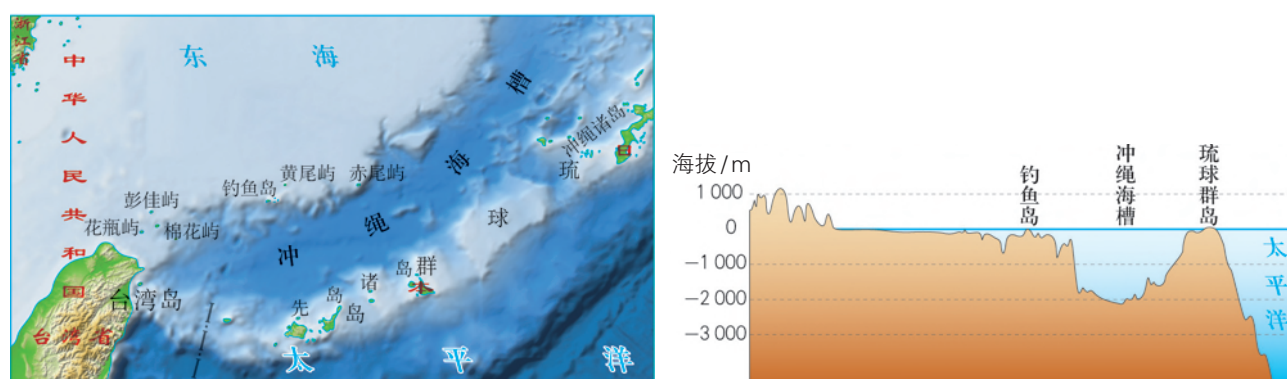 浙江省
中华人民共和国
东海
冲绳海槽
冲绳诸岛
日本
琉球群岛
钓鱼岛
黄尾屿
赤尾屿
彭佳屿
花瓶屿
棉花屿
台湾岛
台湾省
先岛诸岛
太平洋
海拔/m
1 000
0
−1 000
−2 000
−3 000
钓鱼岛
冲绳海槽
琉球群岛
太平洋